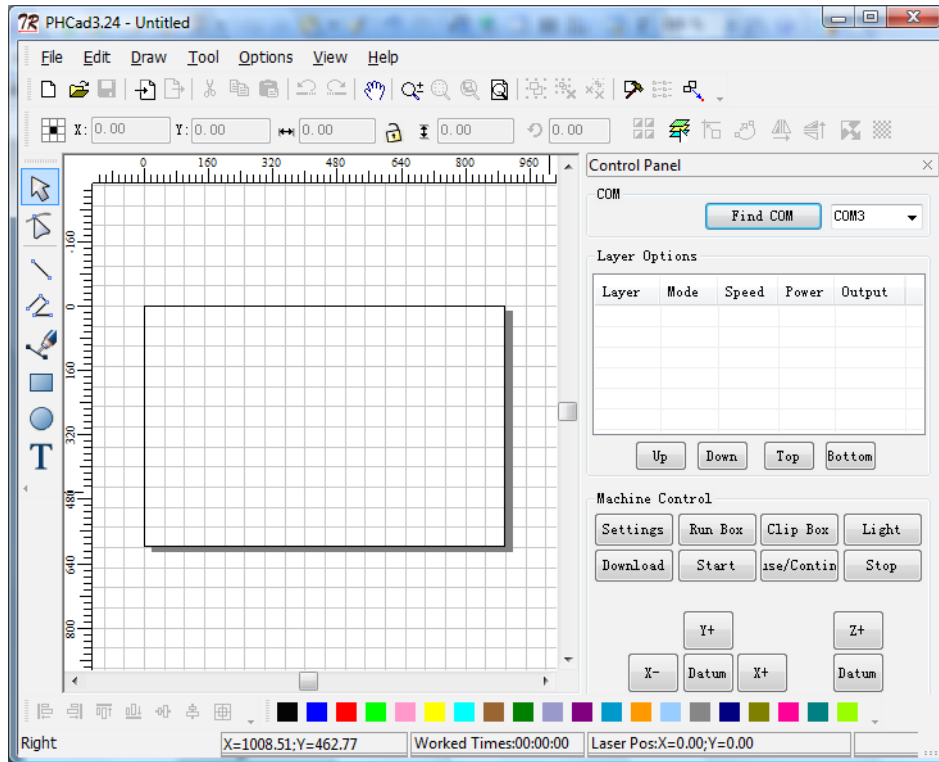 7R PHCad3.24 - Untitled
File Edit Draw Tool Options View Help
X: 0.00 Y: 0.00 0.00 0.00 0.00
0 160 320 480 640 800 960
-160
0
160
320
480
640
800
T
Control Panel
COM
Find COM COM3
Layer Options
Layer Mode Speed Power Output
Up Down Top Bottom
Machine Control
Settings Run Box Clip Box Light
Download Start ise/Contin Stop
Y+ Z+
X- Datum X+ Datum
Right X=1008.51;Y=462.77 Worked Times:00:00:00 Laser Pos:X=0.00;Y=0.00